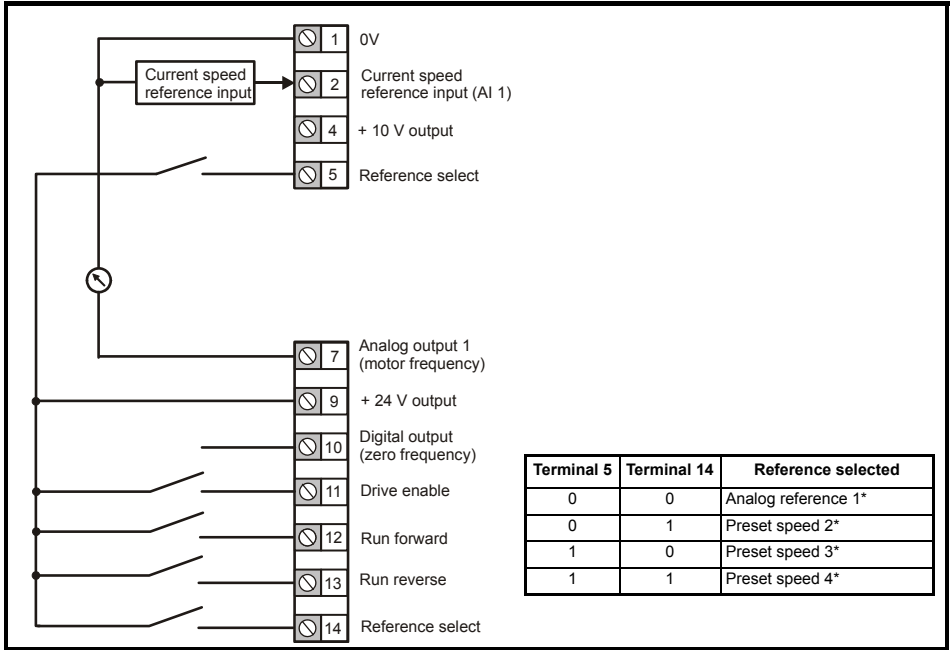 1 0V
Current speed
reference input
2 Current speed
reference input (AI 1)
4 + 10 V output
5 Reference select
7 Analog output 1
(motor frequency)
9 + 24 V output
10 Digital output
(zero frequency)
11 Drive enable
12 Run forward
13 Run reverse
14 Reference select
Terminal 5 Terminal 14 Reference selected
0 0 Analog reference 1*
0 1 Preset speed 2*
1 0 Preset speed 3*
1 1 Preset speed 4*